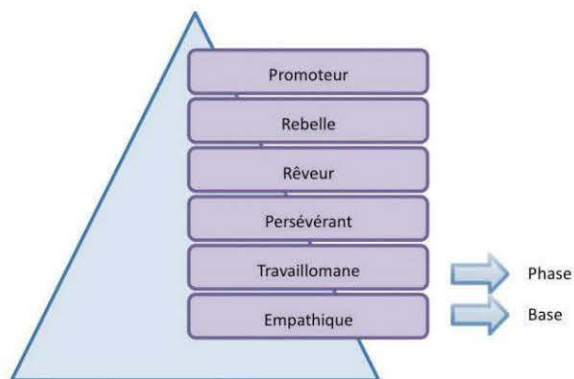 Promoteur
Rebelle
Rêveur
Persévérant
Travaillomane
Phase
Empathique
Base